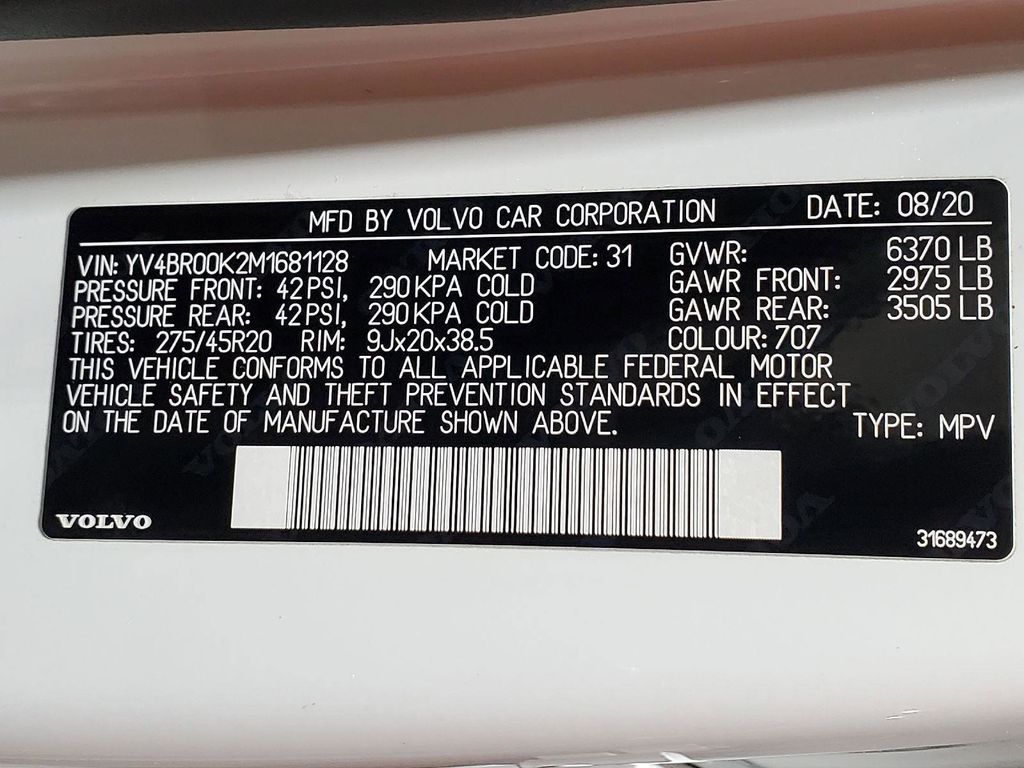 MFD BY VOLVO CAR CORPORATION DATE: 08/20
VIN: YV4BR00K2M1681128 MARKET CODE: 31 GVWR: 6370 LB
PRESSURE FRONT: 42 PSI, 290 KPA COLD GAWR FRONT: 2975 LB
PRESSURE REAR: 42 PSI, 290 KPA COLD GAWR REAR: 3505 LB
TIRES: 275/45R20 RIM: 9Jx20x38.5 COLOUR: 707
THIS VEHICLE CONFORMS TO ALL APPLICABLE FEDERAL MOTOR
VEHICLE SAFETY AND THEFT PREVENTION STANDARDS IN EFFECT
ON THE DATE OF MANUFACTURE SHOWN ABOVE. TYPE: MPV
VOLVO 31689473